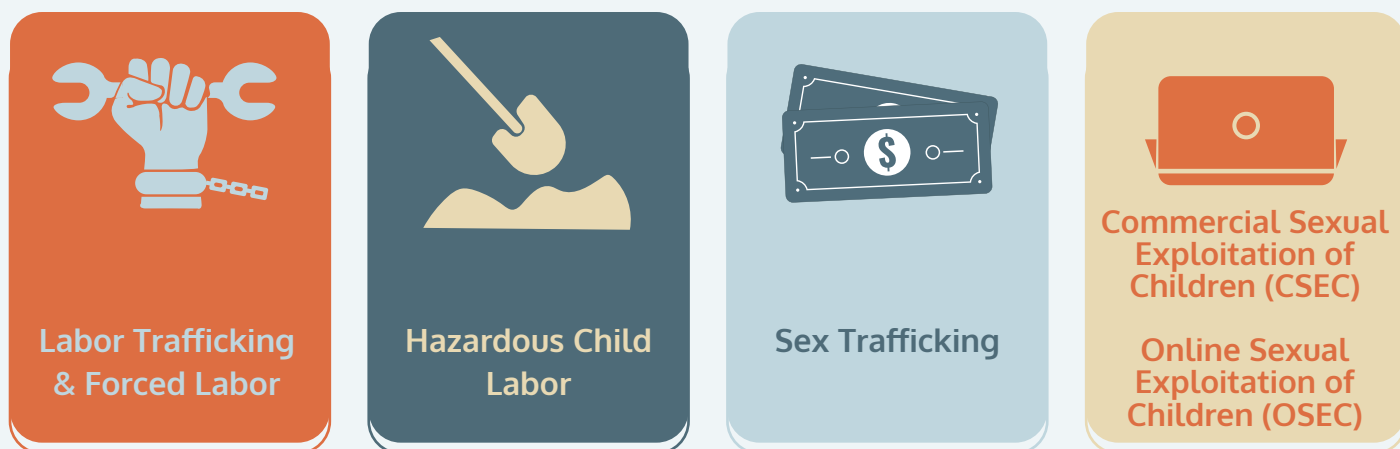 Labor Trafficking
& Forced Labor
Hazardous Child
Labor
$
Sex Trafficking
Commercial Sexual
Exploitation of
Children (CSEC)
Online Sexual
Exploitation of
Children (OSEC)